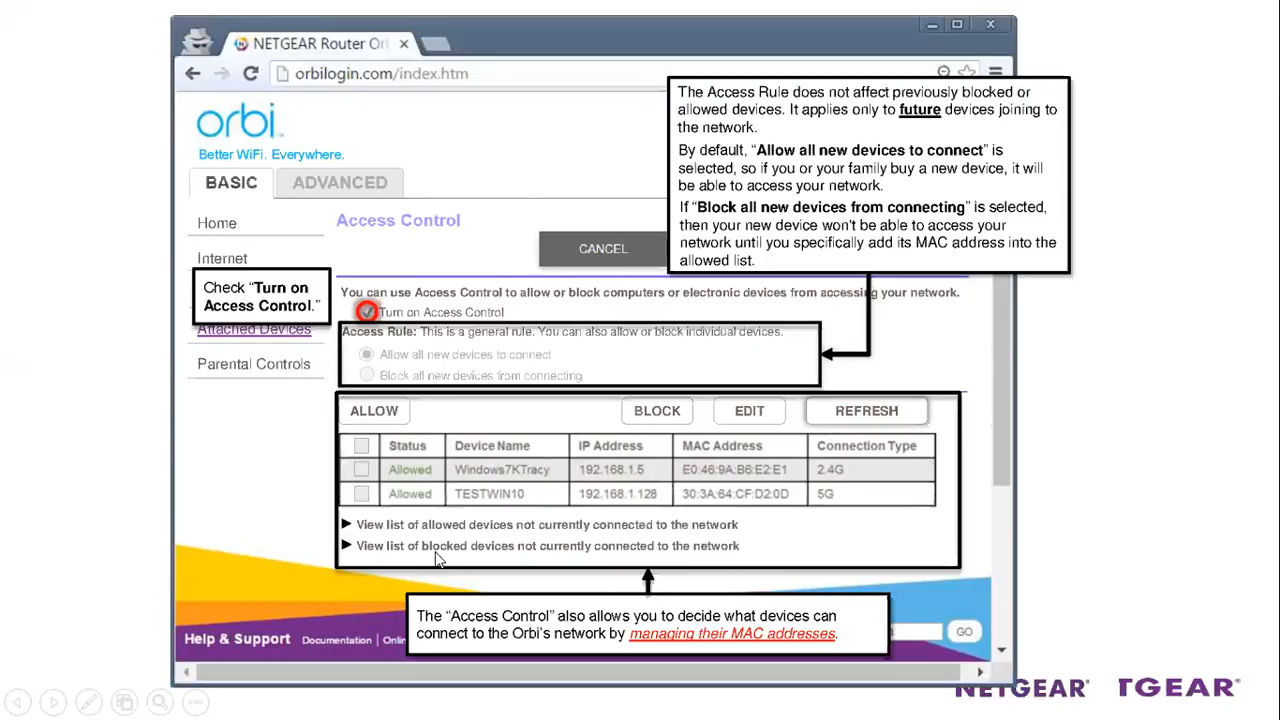 NETGEAR Router Orl
orbilogin.com/index.htm
The Access Rule does not affect previously blocked or
allowed devices. It applies only to future devices joining to
the network.
By default, “Allow all new devices to connect” is
selected, so if you or your family buy a new device, it will
be able to access your network.
If “Block all new devices from connecting” is selected,
then your new device won't be able to access your
network until you specifically add its MAC address into the
allowed list.
orbi
Better WiFi. Everywhere.
BASIC
ADVANCED
Home
Internet
Check “Turn on
Access Control.”
Attached Devices
Parental Controls
Access Control
CANCEL
You can use Access Control to allow or block computers or electronic devices from accessing your network.
Turn on Access Control
Access Rule: This is a general rule. You can also allow or block individual devices.
Allow all new devices to connect
Block all new devices from connecting
ALLOW BLOCK EDIT REFRESH
Status Device Name IP Address MAC Address Connection Type
Allowed Windows7KTracy 192.168.1.5 E0:46:9A:B6:E2:E1 2.4G
Allowed TESTWIN10 192.168.1.128 30:3A:64:CF:D2:0D 5G
View list of allowed devices not currently connected to the network
View list of blocked devices not currently connected to the network
The “Access Control” also allows you to decide what devices can
connect to the Orbi's network by managing their MAC addresses.
Help & Support Documentation | Onlin
GO
NETGEAR® TGEAR®